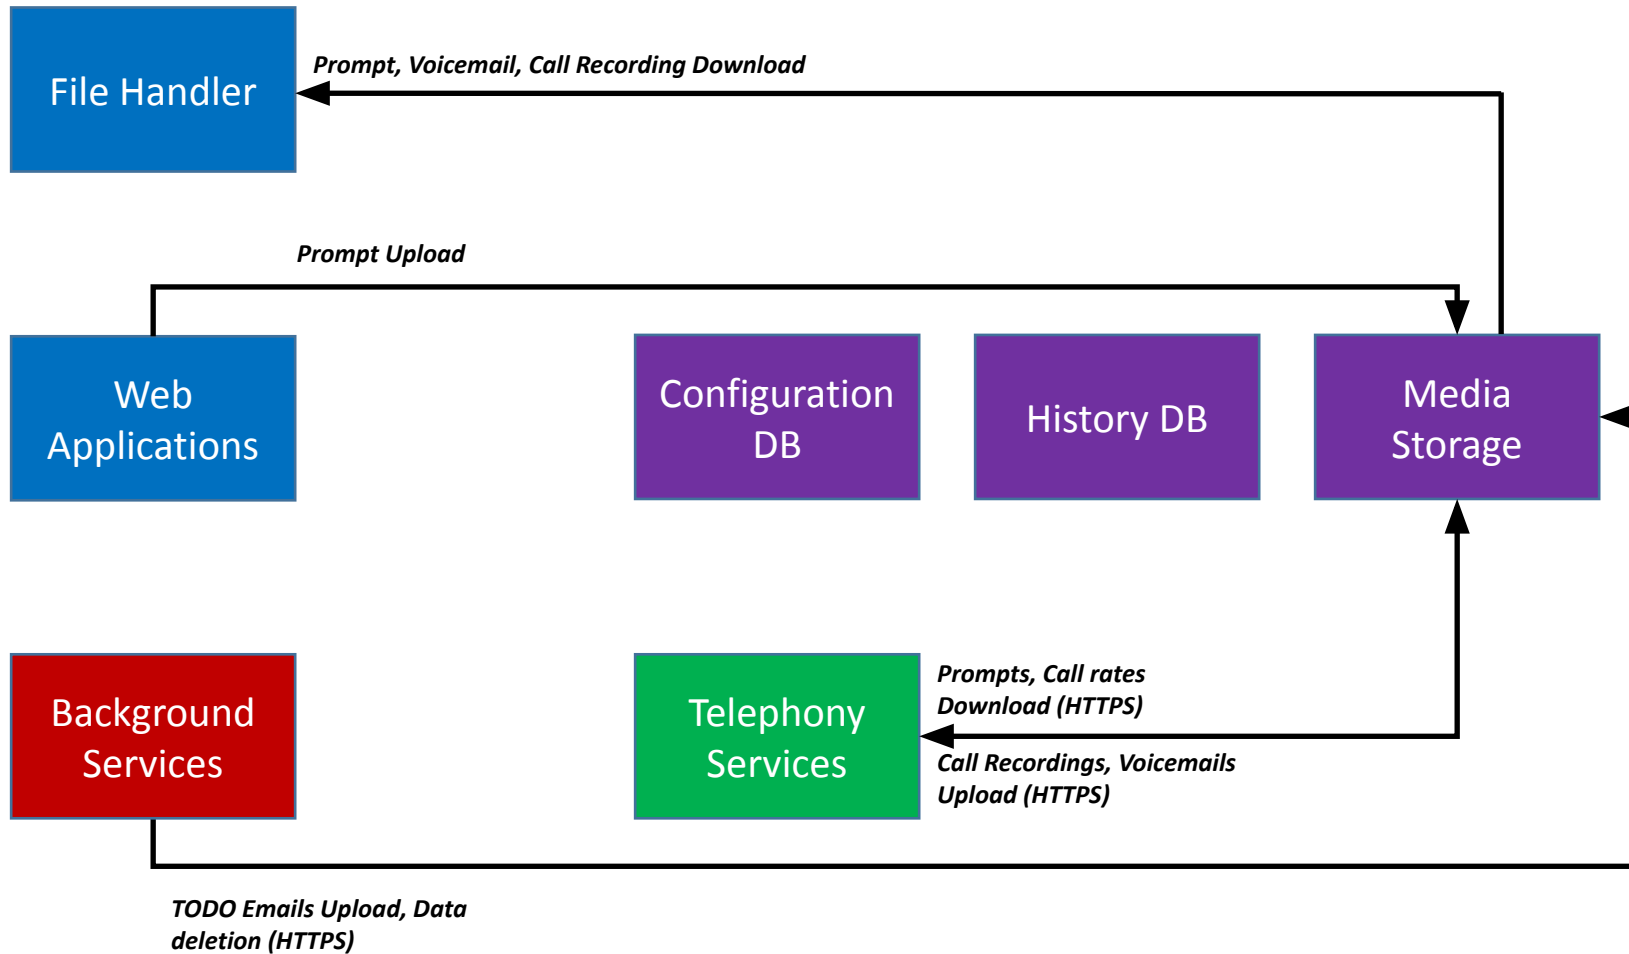 File Handler
Prompt, Voicemail, Call Recording Download
Prompt Upload
Web
Applications
Configuration
DB
History DB
Media
Storage
Background
Services
Telephony
Services
Prompts, Call rates
Download (HTTPS)
Call Recordings, Voicemails
Upload (HTTPS)
TODO Emails Upload, Data
deletion (HTTPS)